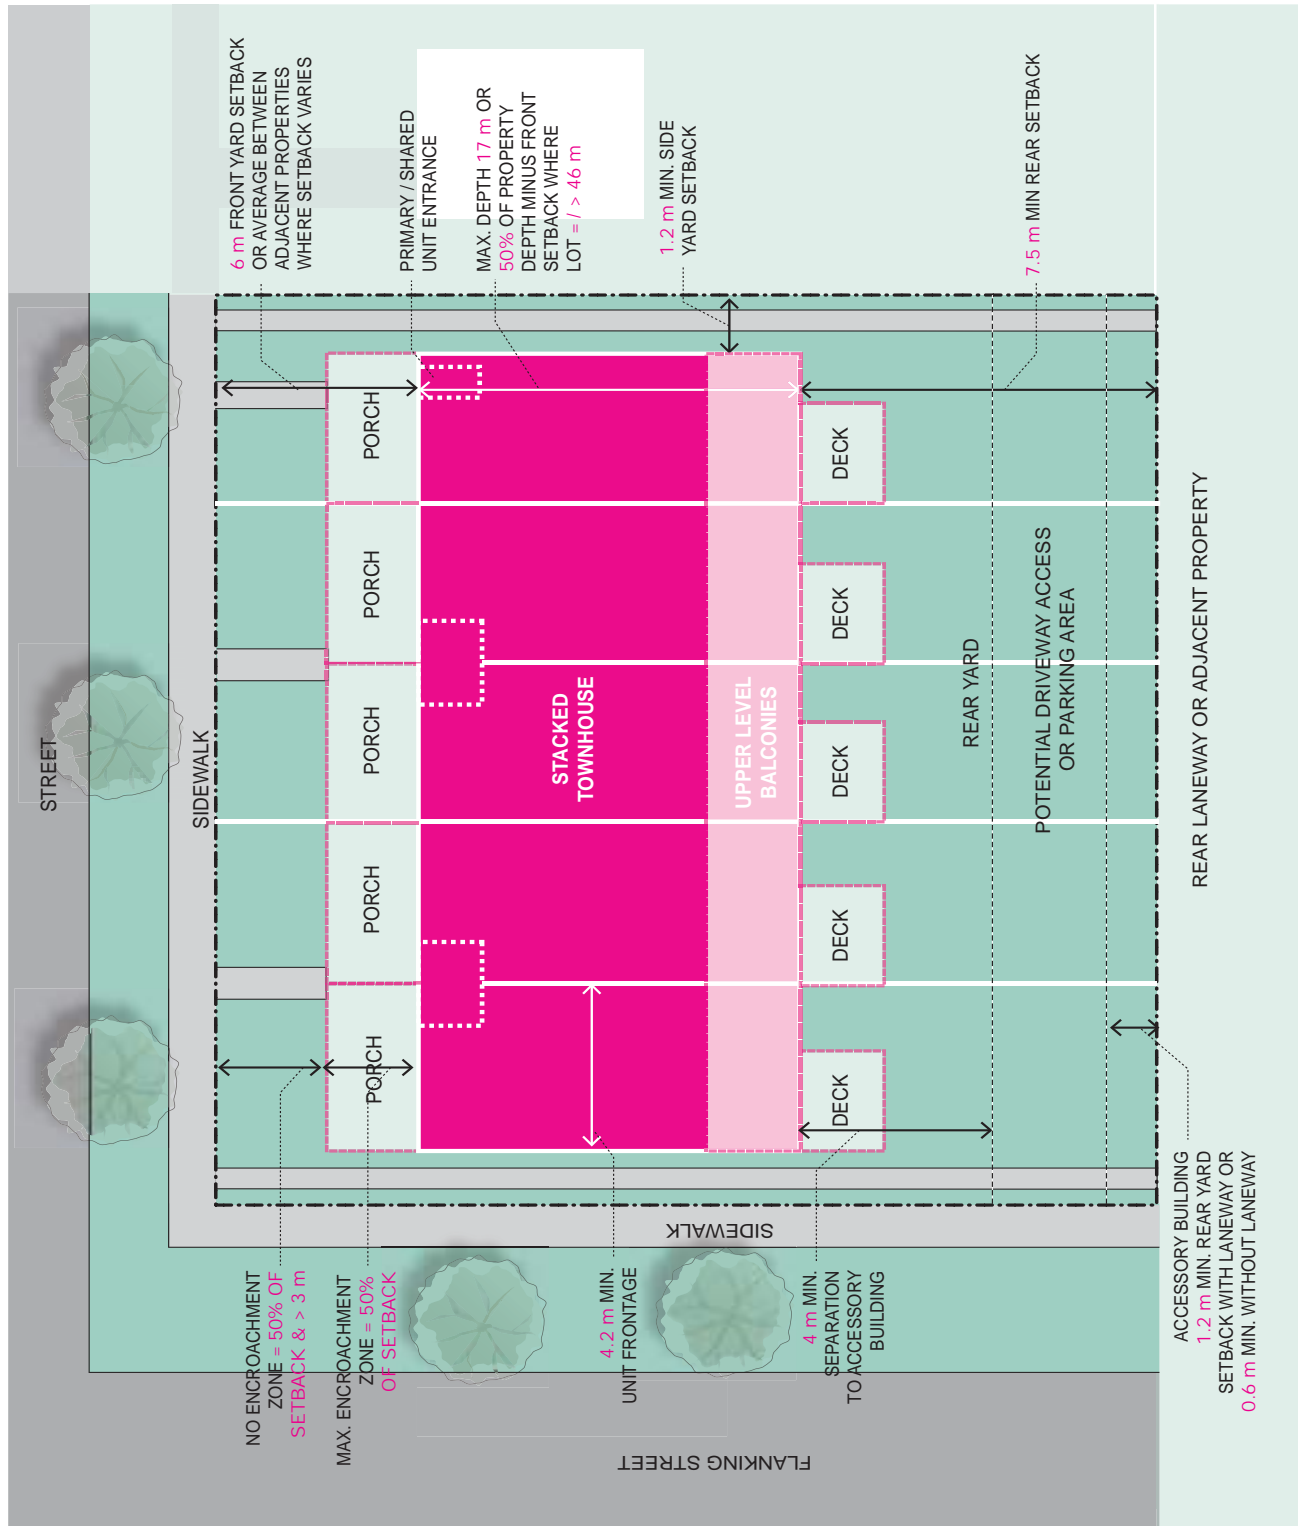 STREET
SIDEWALK
6 m FRONT YARD SETBACK
OR AVERAGE BETWEEN
ADJACENT PROPERTIES
WHERE SETBACK VARIES
PRIMARY / SHARED
UNIT ENTRANCE
MAX. DEPTH 17 m OR
50% OF PROPERTY
DEPTH MINUS FRONT
SETBACK WHERE
LOT = / > 46 m
1.2 m MIN. SIDE
YARD SETBACK
7.5 m MIN REAR SETBACK
PORCH
PORCH
PORCH
PORCH
PORCH
STACKED
TOWNHOUSE
UPPER LEVEL
BALCONIES
DECK
DECK
DECK
DECK
DECK
REAR YARD
POTENTIAL DRIVEWAY ACCESS
OR PARKING AREA
REAR LANEWAY OR ADJACENT PROPERTY
SIDEWALK
NO ENCROACHMENT
ZONE = 50% OF
SETBACK & > 3 m
MAX. ENCROACHMENT
ZONE = 50%
OF SETBACK
4.2 m MIN.
UNIT FRONTAGE
4 m MIN.
SEPARATION
TO ACCESSORY
BUILDING
ACCESSORY BUILDING
1.2 m MIN. REAR YARD
SETBACK WITH LANEWAY OR
0.6 m MIN. WITHOUT LANEWAY
FLANKING STREET